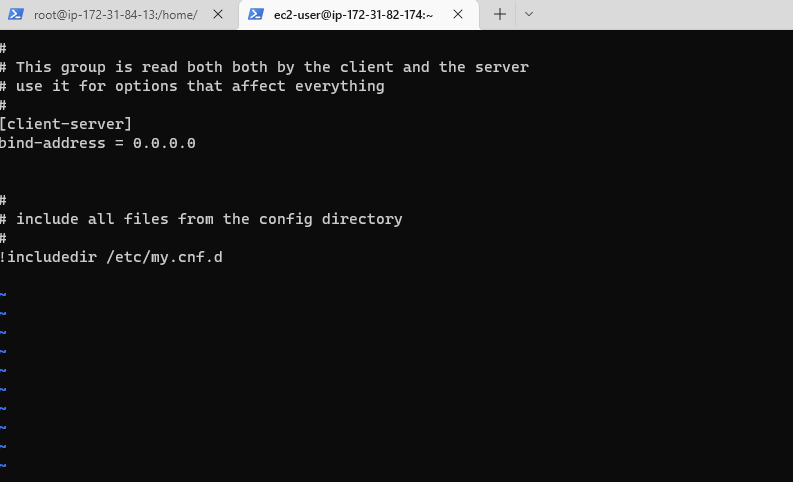 root@ip-172-31-84-13:/home/
ec2-user@ip-172-31-82-174:~
#
# This group is read both both by the client and the server
# use it for options that affect everything
#
[client-server]
bind-address = 0.0.0.0
#
# include all files from the config directory
#
!includedir /etc/my.cnf.d
~
~
~
~
~
~
~
~
~
~